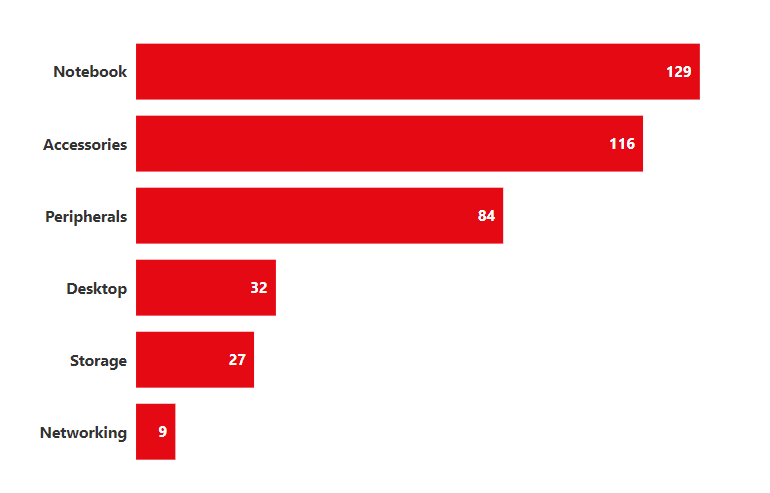 Notebook 129
Accessories 116
Peripherals 84
Desktop 32
Storage 27
Networking 9